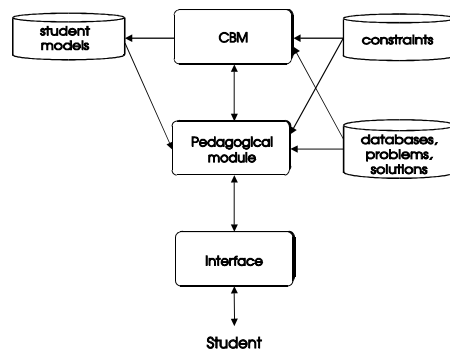 student
models
CBM
constraints
Pedagogical
module
databases,
problems,
solutions
Interface
Student